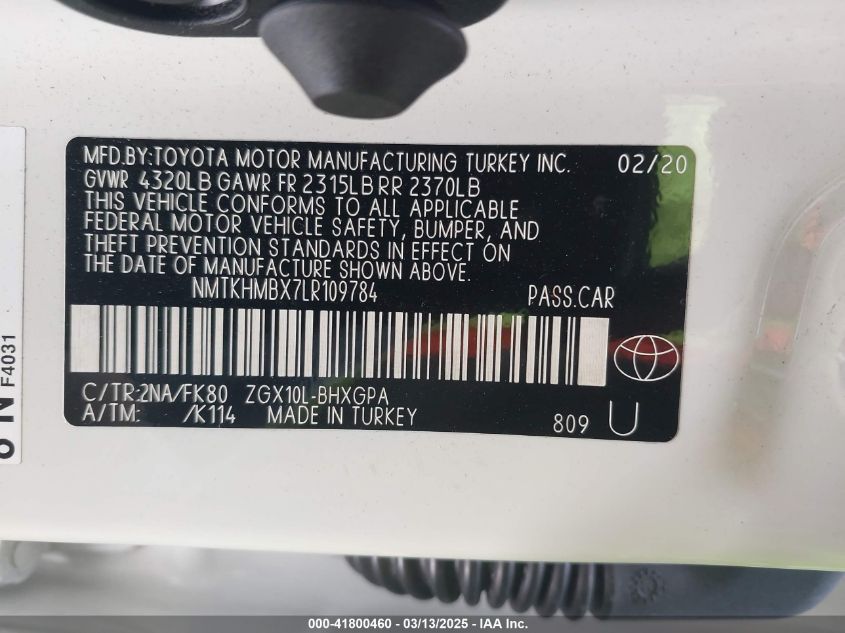 MFD.BY:TOYOTA MOTOR MANUFACTURING TURKEY INC. 02/20
GVWR 4320LB GAWR FR 2315LB RR 2370LB
THIS VEHICLE CONFORMS TO ALL APPLICABLE
FEDERAL MOTOR VEHICLE SAFETY, BUMPER, AND
THEFT PREVENTION STANDARDS IN EFFECT ON
THE DATE OF MANUFACTURE SHOWN ABOVE.
NMTKHMBX7LR109784 PASS.CAR
C/TR:2NA/FK80 ZGX10L-BHXGPA
A/TM: /K114 MADE IN TURKEY 809 U
F4031
000-41800460 - 03/13/2025 - IAA Inc.